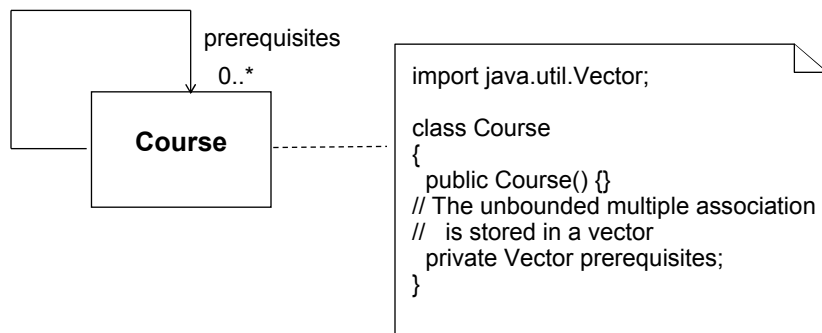 prerequisites
0..*
Course
import java.util.Vector;
class Course
{
public Course() {}
// The unbounded multiple association
//   is stored in a vector
private Vector prerequisites;
}